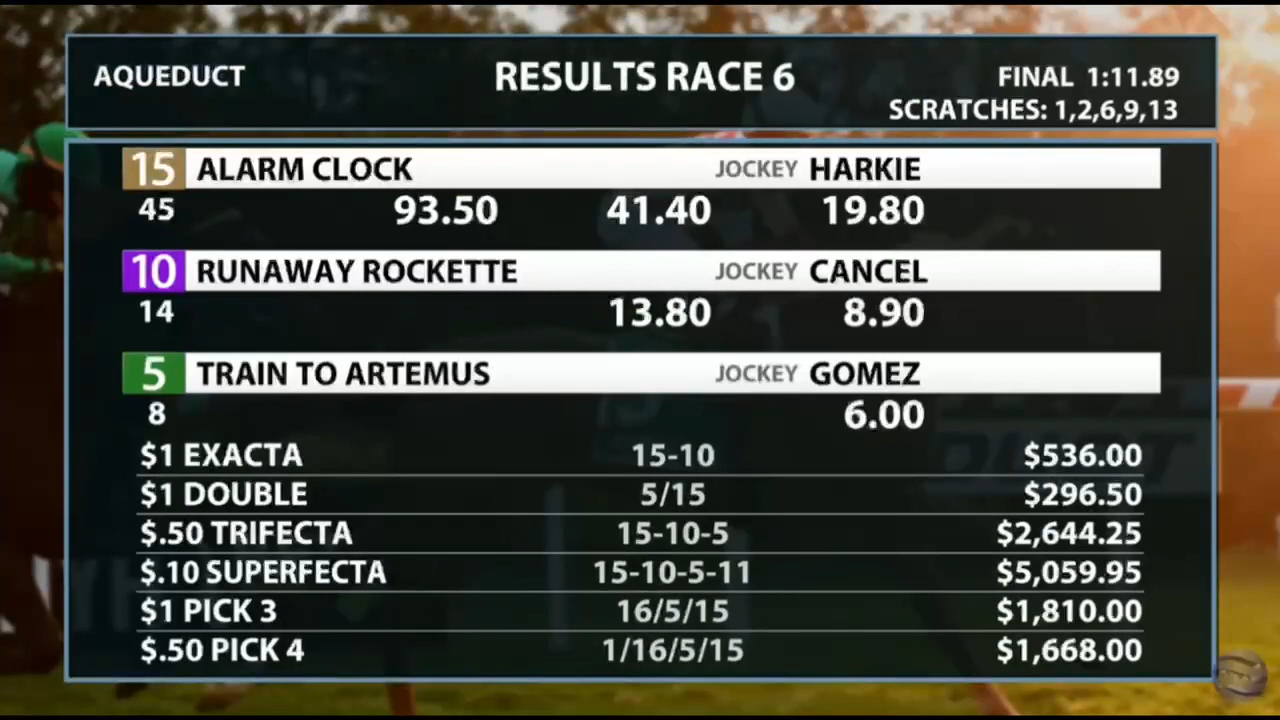 AQUEDUCT RESULTS RACE 6 FINAL 1:11.89
SCRATCHES: 1,2,6,9,13
15 ALARM CLOCK JOCKEY HARKIE
45 93.50 41.40 19.80
10 RUNAWAY ROCKETTE JOCKEY CANCEL
14 13.80 8.90
5 TRAIN TO ARTEMUS JOCKEY GOMEZ
8 6.00
$1 EXACTA 15-10 $536.00
$1 DOUBLE 5/15 $296.50
$.50 TRIFECTA 15-10-5 $2,644.25
$.10 SUPERFECTA 15-10-5-11 $5,059.95
$1 PICK 3 16/5/15 $1,810.00
$.50 PICK 4 1/16/5/15 $1,668.00